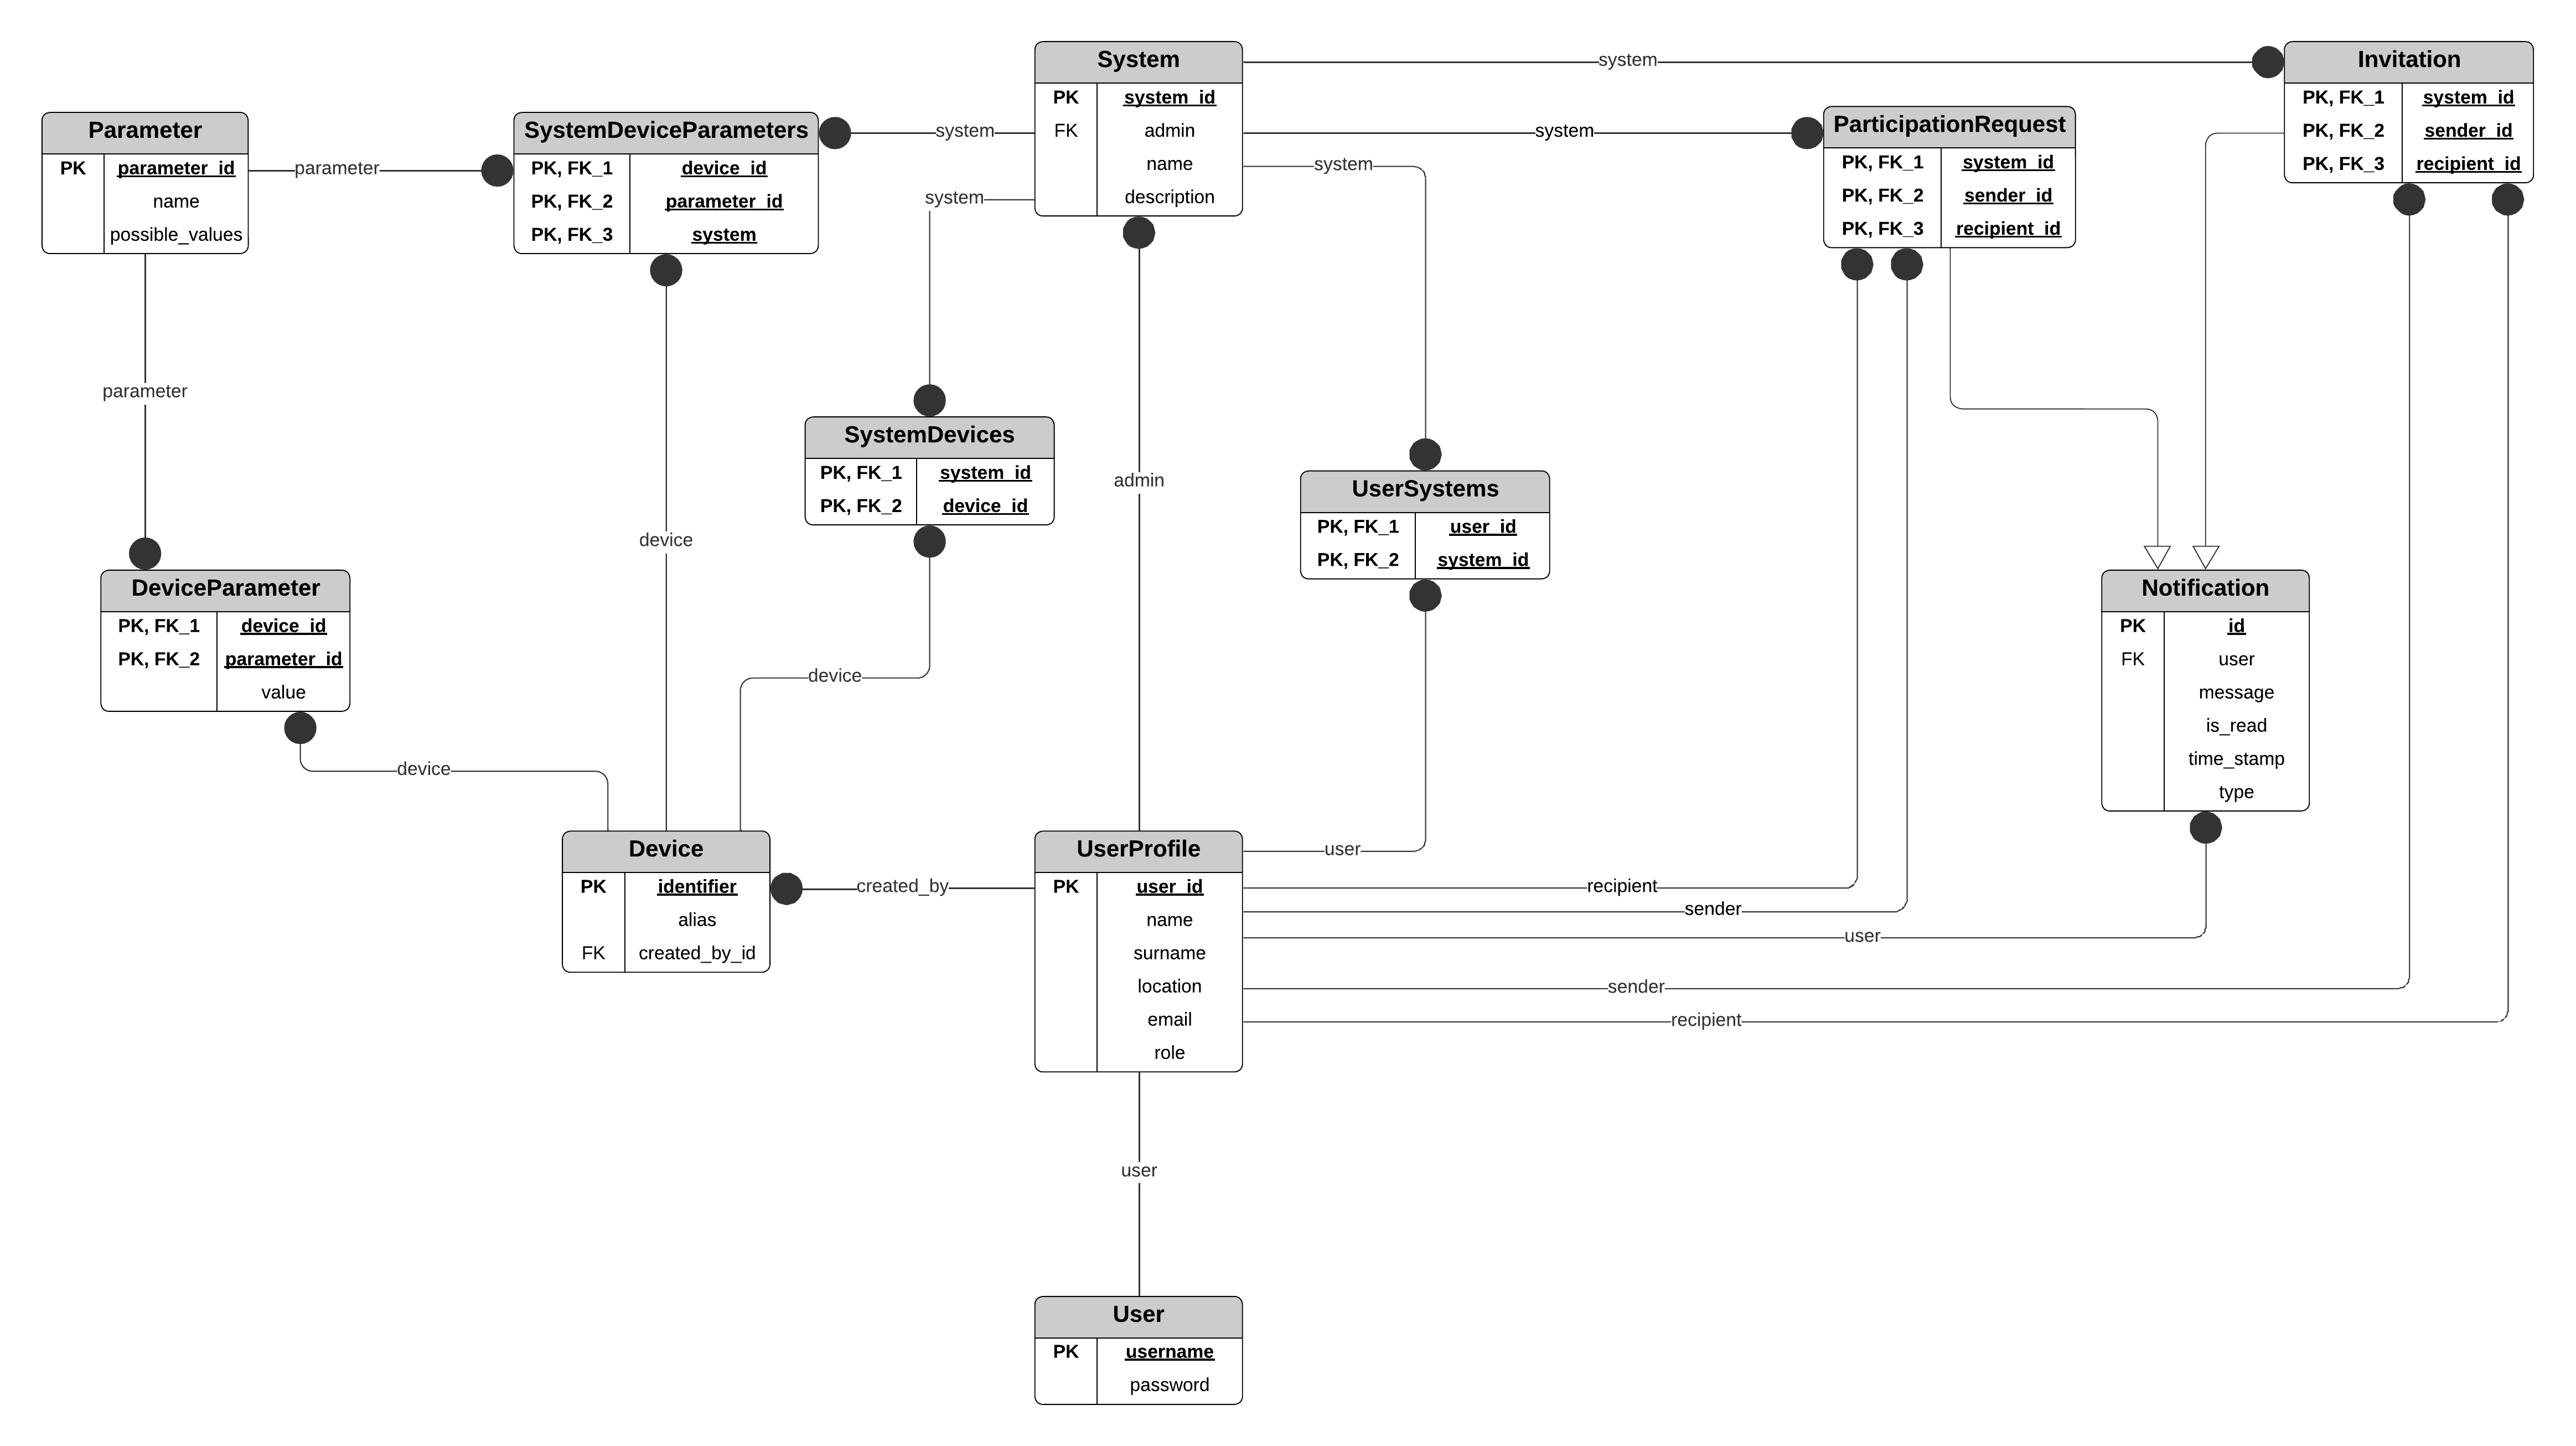 System
PK system_id
FK admin
name
description
Invitation
PK, FK_1 system_id
PK, FK_2 sender_id
PK, FK_3 recipient_id
Parameter
PK parameter_id
name
possible_values
SystemDeviceParameters
PK, FK_1 device_id
PK, FK_2 parameter_id
PK, FK_3 system
ParticipationRequest
PK, FK_1 system_id
PK, FK_2 sender_id
PK, FK_3 recipient_id
system
system
system
system
system
parameter
parameter
SystemDevices
PK, FK_1 system_id
PK, FK_2 device_id
admin
UserSystems
PK, FK_1 user_id
PK, FK_2 system_id
device
DeviceParameter
PK, FK_1 device_id
PK, FK_2 parameter_id
value
Notification
PK id
FK user
message
is_read
time_stamp
type
device
device
Device
PK identifier
alias
FK created_by_id
created_by
UserProfile
PK user_id
name
surname
location
email
role
user
recipient
sender
user
sender
recipient
user
User
PK username
password